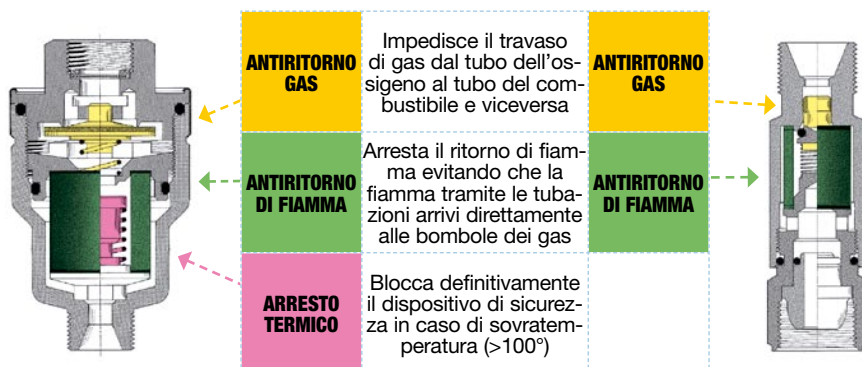 ANTIRITORNO
GAS
Impedisce il travaso
di gas dal tubo dell'os-
sigeno al tubo del com-
bustibile e viceversa
ANTIRITORNO
GAS
ANTIRITORNO
DI FIAMMA
Arresta il ritorno di fiam-
ma evitando che la
fiamma tramite le tuba-
zioni arrivi direttamente
alle bombole dei gas
ANTIRITORNO
DI FIAMMA
ARRESTO
TERMICO
Blocca definitivamente
il dispositivo di sicurez-
za in caso di sovratem-
peratura (>100°)